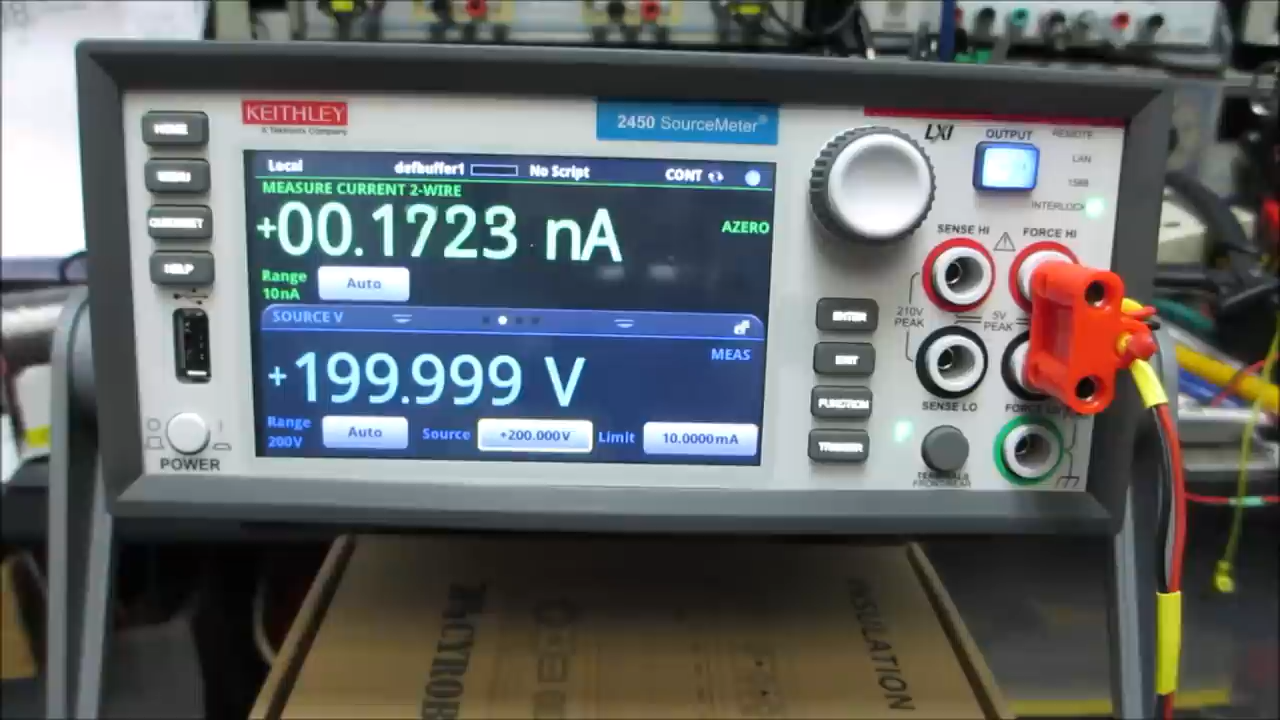 KEITHLEY
A Tektronix Company
2450 SourceMeter®
HOME
MENU
QUICKSET
HELP
POWER
Local
defbuffer1
No Script
CONT
MEASURE CURRENT 2-WIRE
+00.1723 nA
AZERO
Range
10nA
Auto
SOURCE V
+199.999 V
MEAS
Range
200V
Auto
Source
+200.000V
Limit
10.0000mA
LXI
OUTPUT
REMOTE
LAN
1588
INTERLOCK
SENSE HI
FORCE HI
210V
PEAK
5V
PEAK
SENSE LO
FORCE LO
ENTER
EXIT
FUNCTION
TRIGGER
TERMINALS
FRONT/REAR
INSULATION